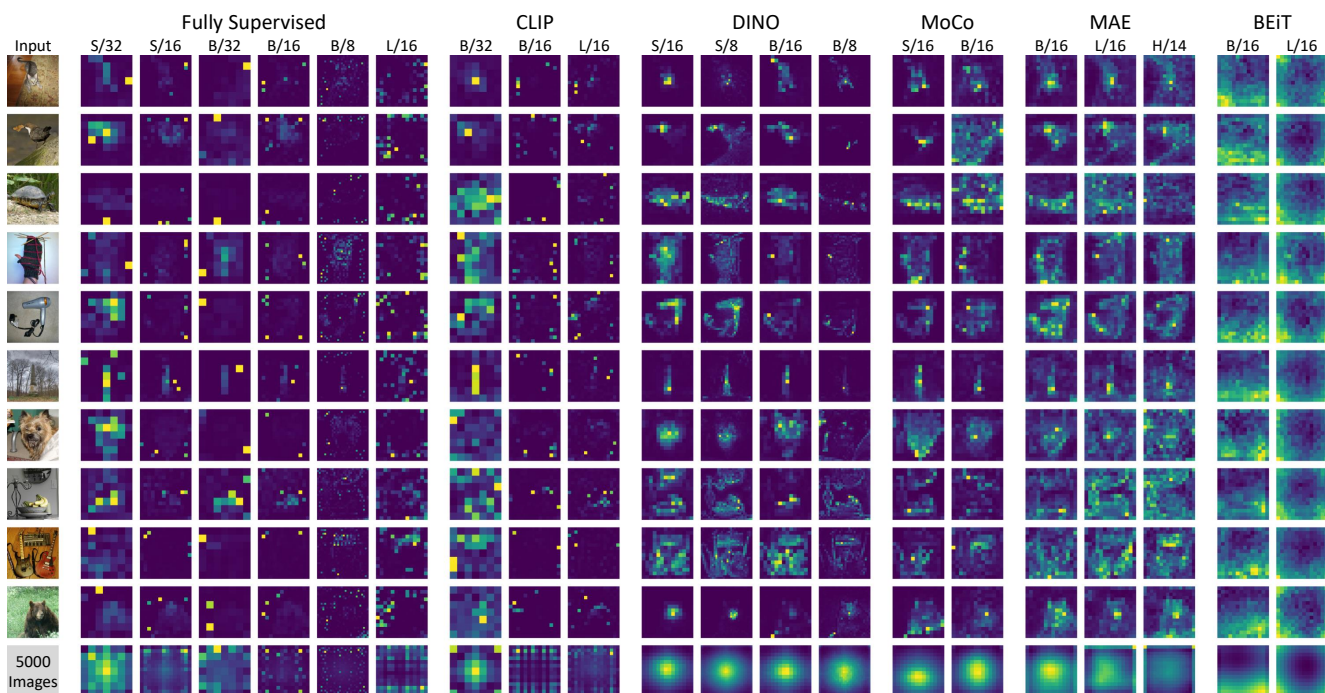 Fully Supervised CLIP DINO MoCo MAE BEiT
Input S/32 S/16 B/32 B/16 B/8 L/16 B/32 B/16 L/16 S/16 S/8 B/16 B/8 S/16 B/16 B/16 L/16 H/14 B/16 L/16
5000
Images